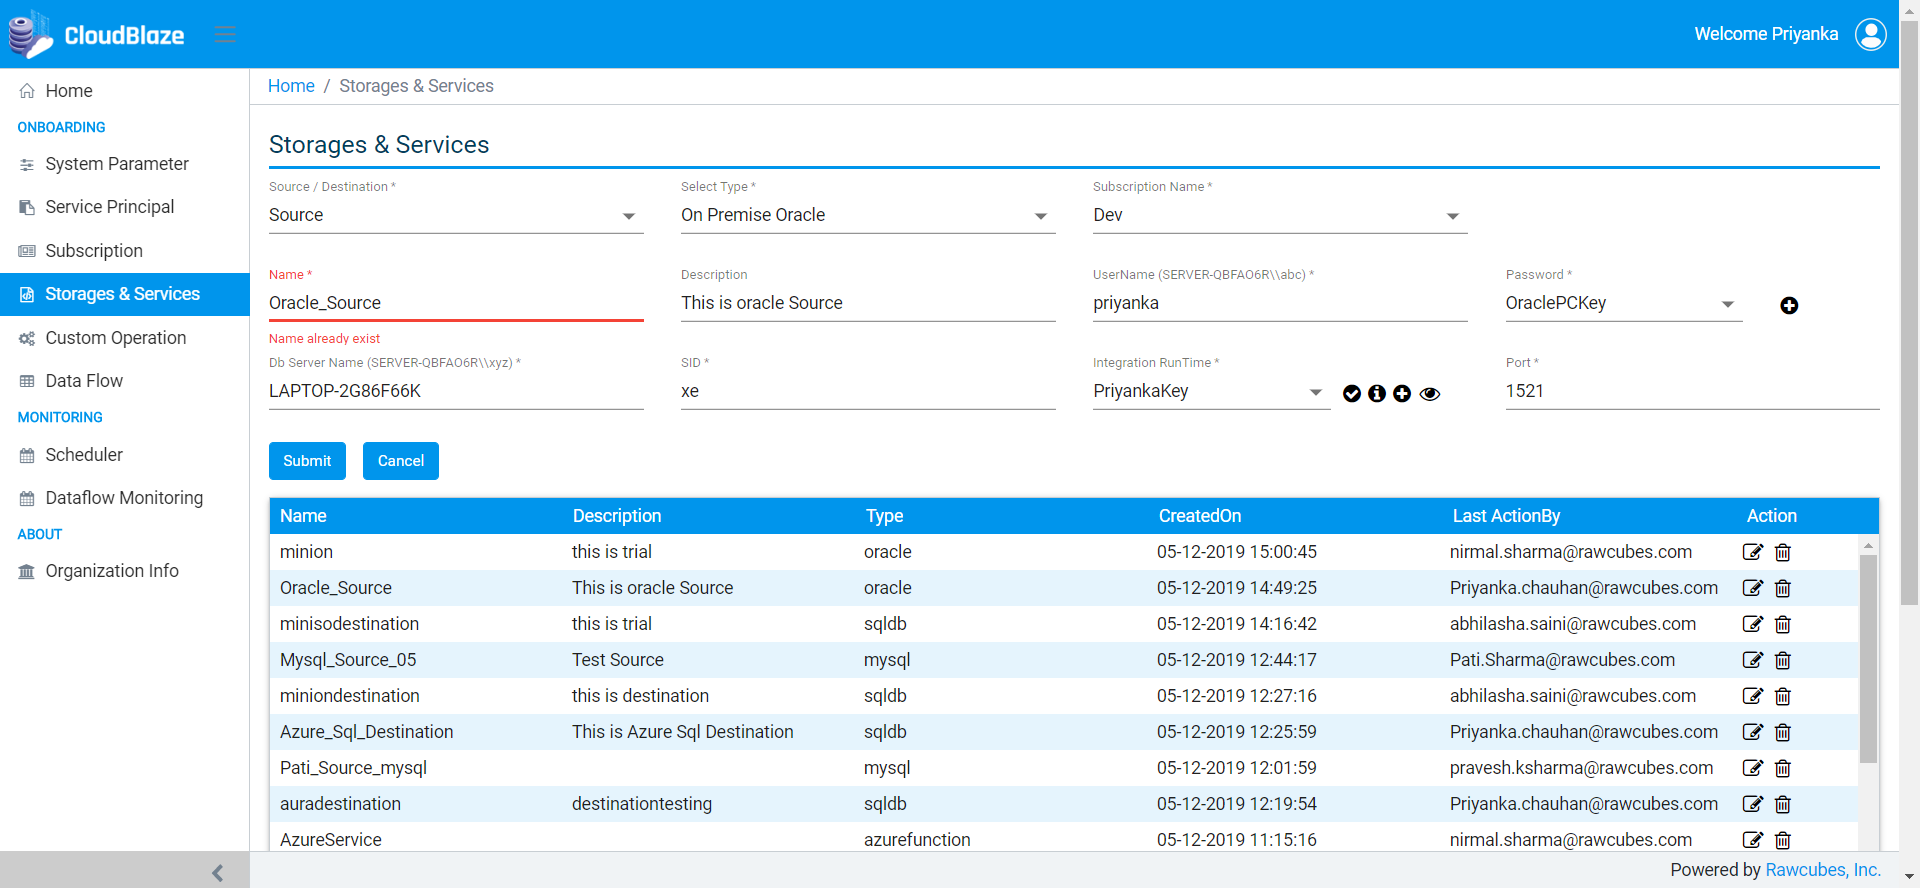 CloudBlaze
Welcome Priyanka
Home
ONBOARDING
System Parameter
Service Principal
Subscription
Storages & Services
Custom Operation
Data Flow
MONITORING
Scheduler
Dataflow Monitoring
ABOUT
Organization Info
Home / Storages & Services
Storages & Services
Source / Destination * Select Type * Subscription Name *
Source On Premise Oracle Dev
Name * Description UserName (SERVER-QBFAO6R\\abc) * Password *
Oracle_Source This is oracle Source priyanka OraclePCKey
Name already exist
Db Server Name (SERVER-QBFAO6R\\xyz) * SID * Integration RunTime * Port *
LAPTOP-2G86F66K xe PriyankaKey 1521
Submit Cancel
Name Description Type CreatedOn Last ActionBy Action
minion this is trial oracle 05-12-2019 15:00:45 nirmal.sharma@rawcubes.com
Oracle_Source This is oracle Source oracle 05-12-2019 14:49:25 Priyanka.chauhan@rawcubes.com
minisodestination this is trial sqldb 05-12-2019 14:16:42 abhilasha.saini@rawcubes.com
Mysql_Source_05 Test Source mysql 05-12-2019 12:44:17 Pati.Sharma@rawcubes.com
miniondestination this is destination sqldb 05-12-2019 12:27:16 abhilasha.saini@rawcubes.com
Azure_Sql_Destination This is Azure Sql Destination sqldb 05-12-2019 12:25:59 Priyanka.chauhan@rawcubes.com
Pati_Source_mysql mysql 05-12-2019 12:01:59 pravesh.ksharma@rawcubes.com
auradestination destinationtesting sqldb 05-12-2019 12:19:54 Priyanka.chauhan@rawcubes.com
AzureService azurefunction 05-12-2019 11:15:16 nirmal.sharma@rawcubes.com
Powered by Rawcubes, Inc.